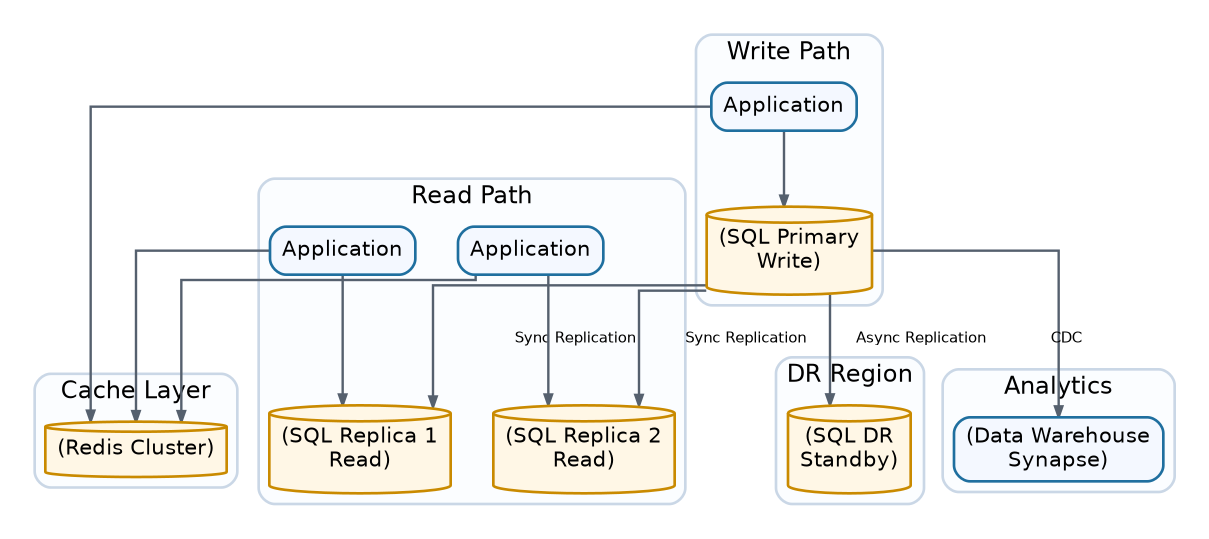 Write Path
Application
Read Path
Application
Application
(SQL Primary
Write)
Sync Replication
Sync Replication
Async Replication
CDC
Cache Layer
DR Region
Analytics
(Redis Cluster)
(SQL Replica 1
Read)
(SQL Replica 2
Read)
(SQL DR
Standby)
(Data Warehouse
Synapse)